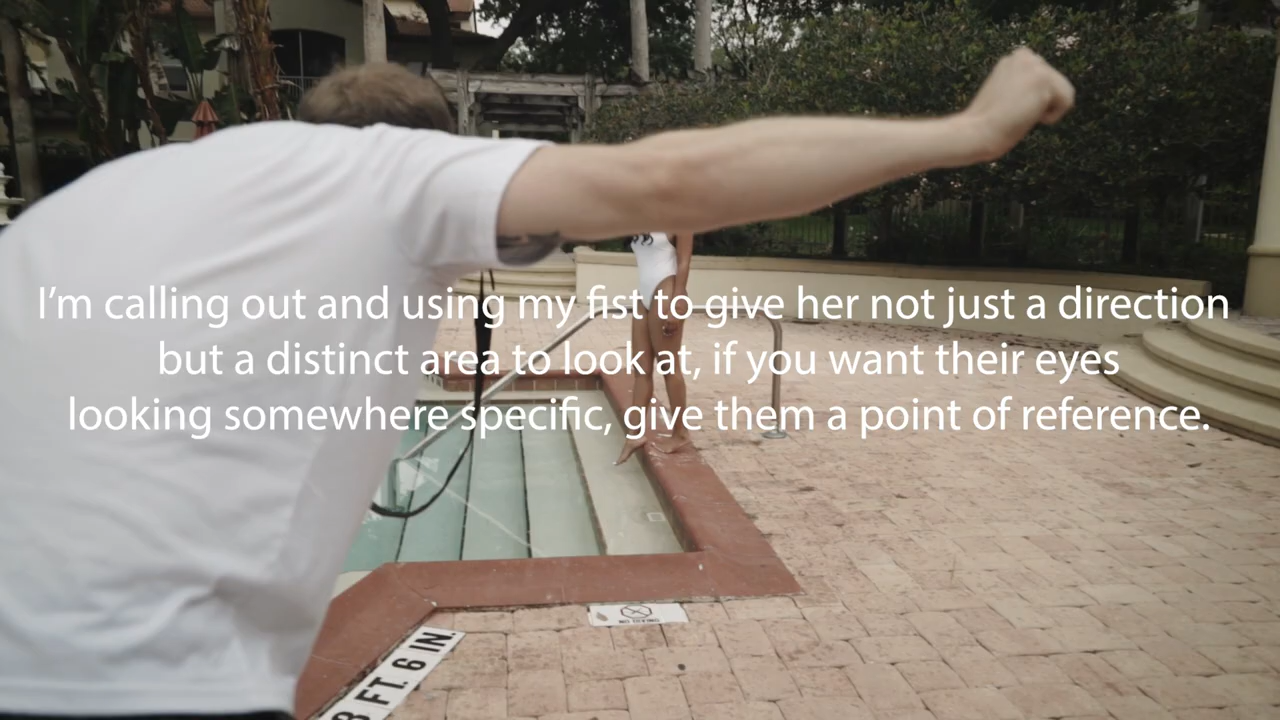 I'm calling out and using my fist to give her not just a direction
but a distinct area to look at, if you want their eyes
looking somewhere specific, give them a point of reference.
3 FT. 6 IN.